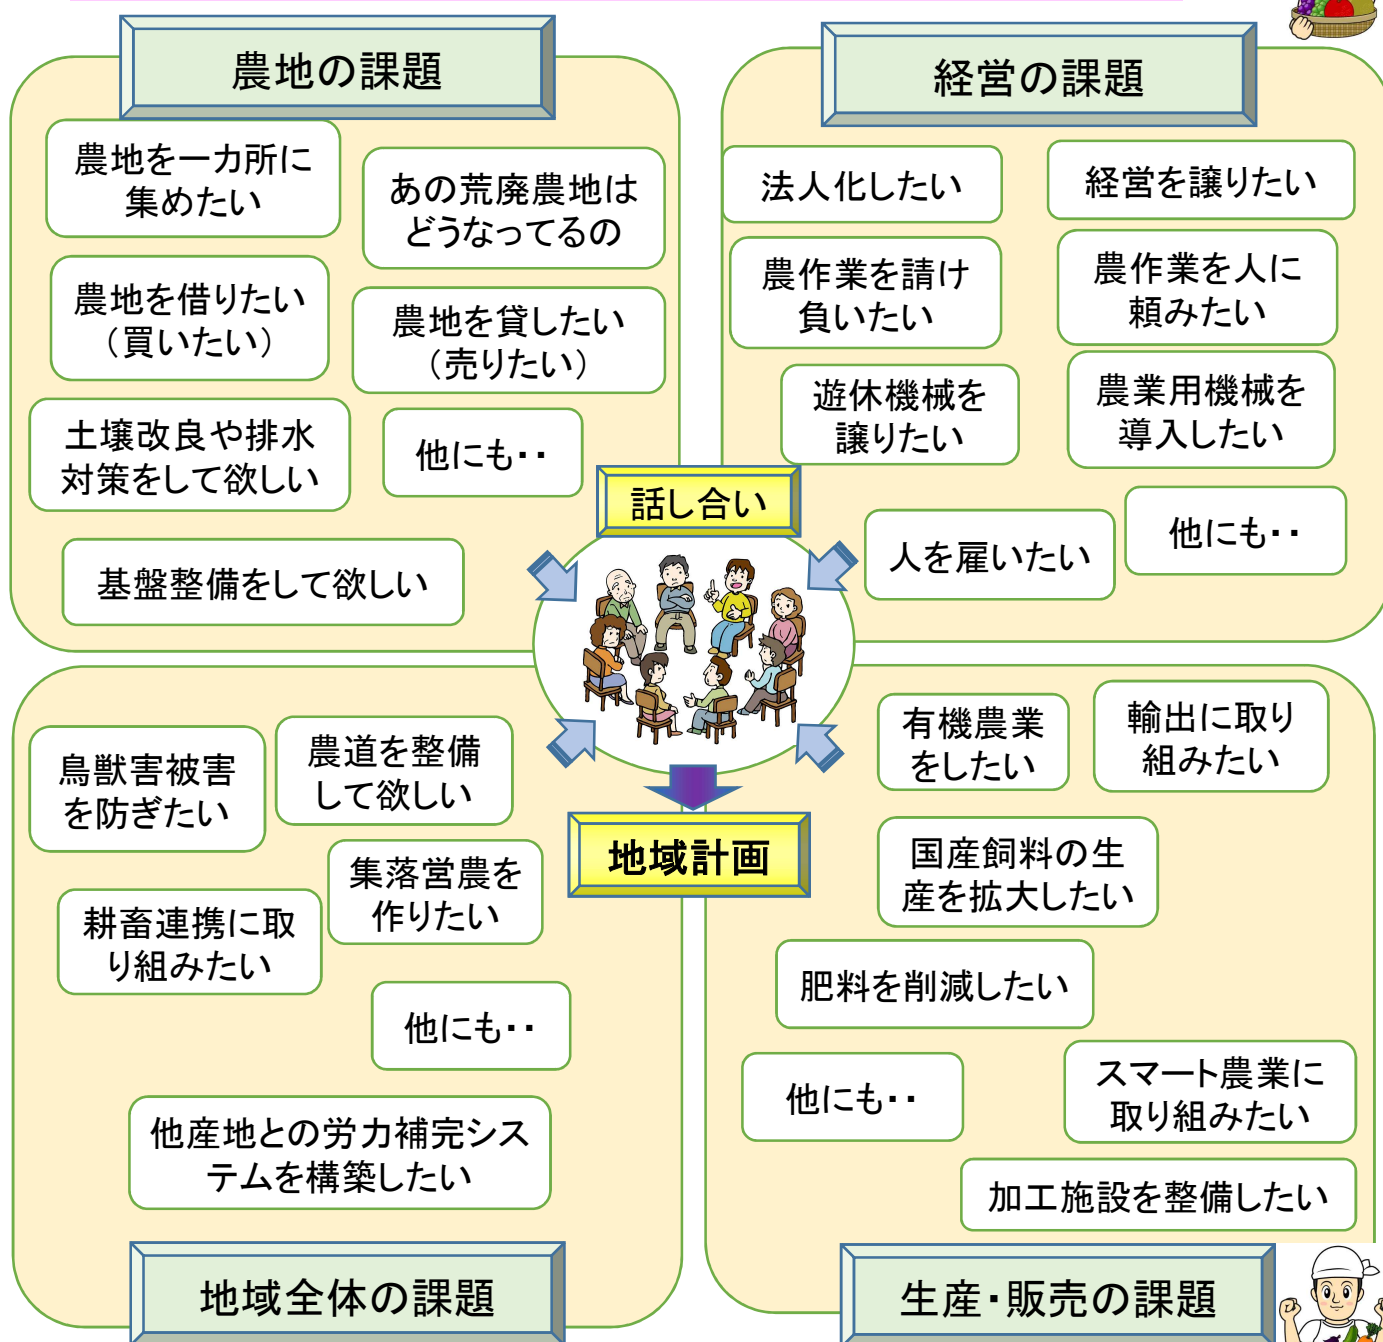 農地の課題
農地を一カ所に
集めたい
あの荒廃農地は
どうなってるの
農地を借りたい
（買いたい）
農地を貸したい
（売りたい）
土壌改良や排水
対策をして欲しい
他にも・・
基盤整備をして欲しい
経営の課題
法人化したい
経営を譲りたい
農作業を請け
負いたい
農作業を人に
頼みたい
遊休機械を
譲りたい
農業用機械を
導入したい
人を雇いたい
他にも・・
話し合い
地域計画
鳥獣害被害
を防ぎたい
農道を整備
して欲しい
集落営農を
作りたい
耕畜連携に取
り組みたい
他にも・・
他産地との労力補完シス
テムを構築したい
地域全体の課題
有機農業
をしたい
輸出に取り
組みたい
国産飼料の生
産を拡大したい
肥料を削減したい
他にも・・
スマート農業に
取り組みたい
加工施設を整備したい
生産・販売の課題